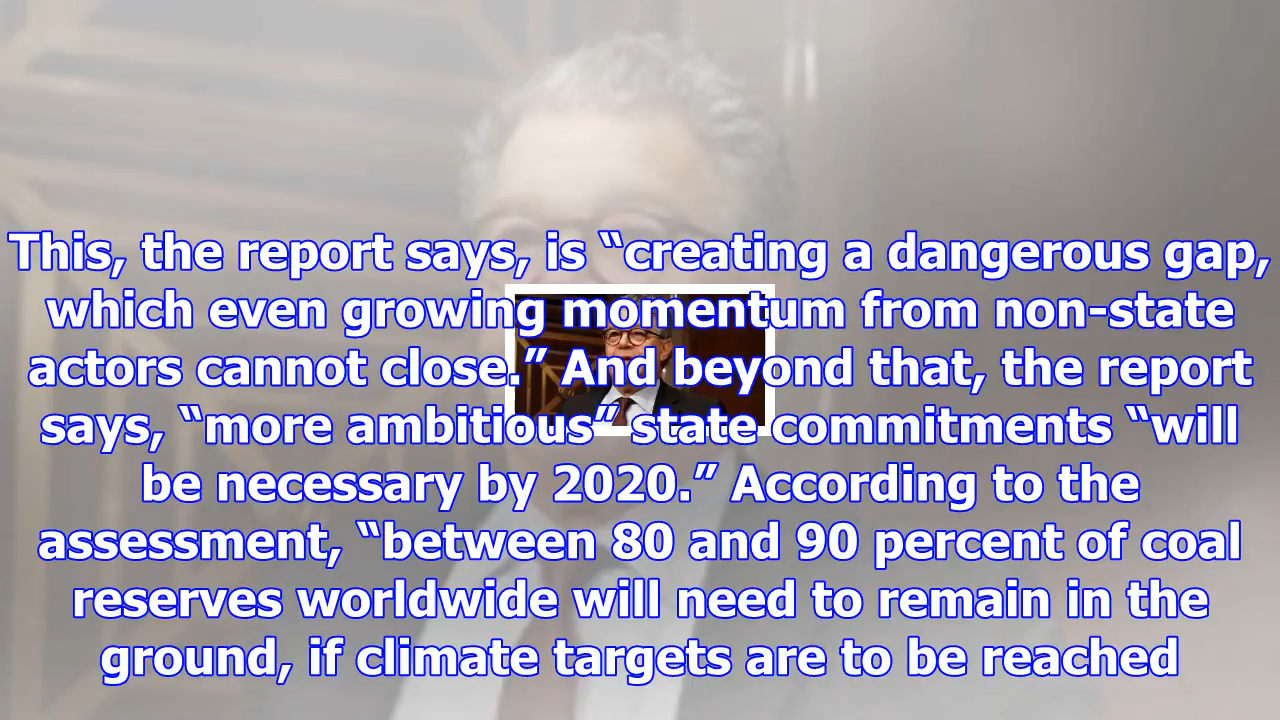 This, the report says, is “creating a dangerous gap,
which even growing momentum from non-state
actors cannot close.” And beyond that, the report
says, “more ambitious” state commitments “will
be necessary by 2020.” According to the
assessment, “between 80 and 90 percent of coal
reserves worldwide will need to remain in the
ground, if climate targets are to be reached